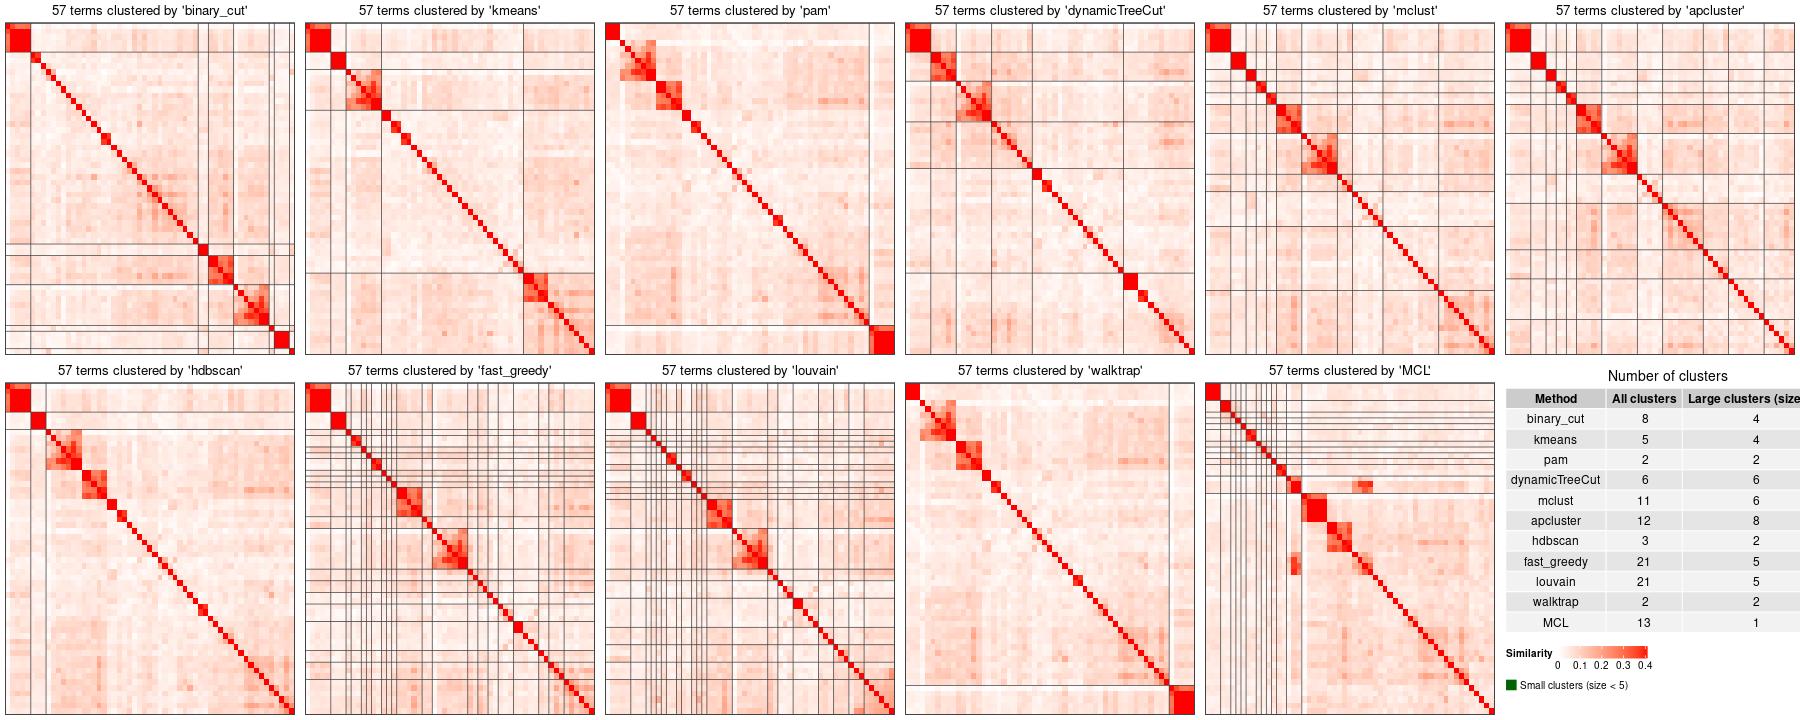 57 terms clustered by 'binary_cut'
57 terms clustered by 'kmeans'
57 terms clustered by 'pam'
57 terms clustered by 'dynamicTreeCut'
57 terms clustered by 'mclust'
57 terms clustered by 'apcluster'
57 terms clustered by 'hdbscan'
57 terms clustered by 'fast_greedy'
57 terms clustered by 'louvain'
57 terms clustered by 'walktrap'
57 terms clustered by 'MCL'
Number of clusters
Method All clusters Large clusters (size
binary_cut 8 4
kmeans 5 4
pam 2 2
dynamicTreeCut 6 6
mclust 11 6
apcluster 12 8
hdbscan 3 2
fast_greedy 21 5
louvain 21 5
walktrap 2 2
MCL 13 1
Similarity
0 0.1 0.2 0.3 0.4
Small clusters (size < 5)